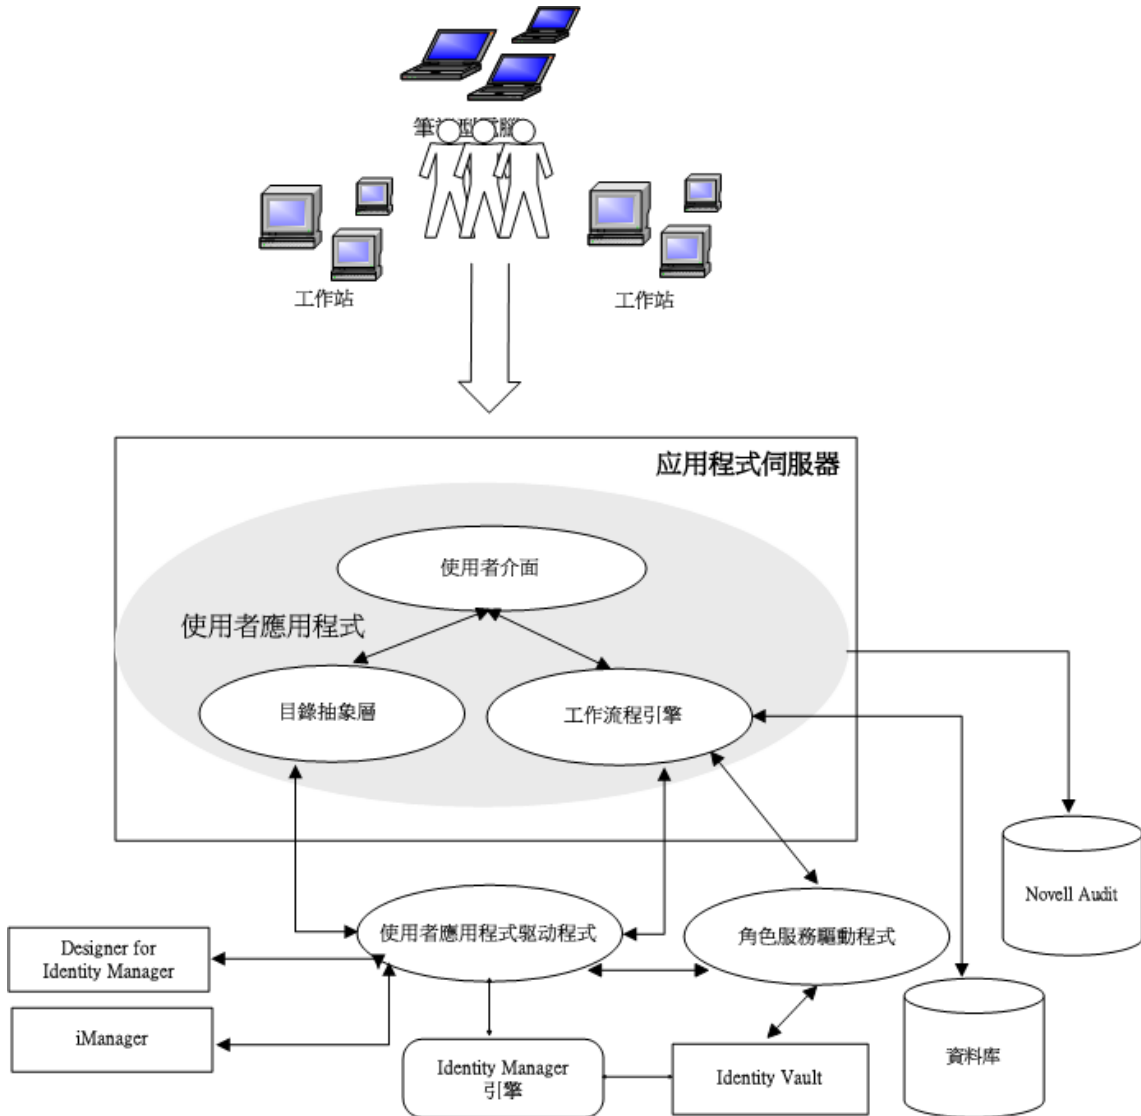 工作站
工作站
应用程式伺服器
使用者介面
使用者應用程式
目錄抽象層
工作流程引擎
Novell Audit
使用者應用程式驱动程式
角色服務驅動程式
Designer for
Identity Manager
iManager
Identity Manager
引擎
Identity Vault
資料库